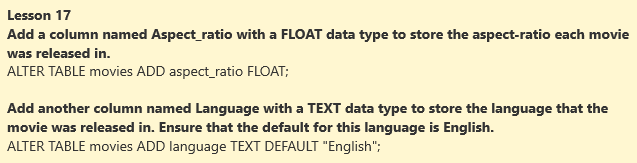 Lesson 17
Add a column named Aspect_ratio with a FLOAT data type to store the aspect-ratio each movie
was released in.
ALTER TABLE movies ADD aspect_ratio FLOAT;
Add another column named Language with a TEXT data type to store the language that the
movie was released in. Ensure that the default for this language is English.
ALTER TABLE movies ADD language TEXT DEFAULT "English";